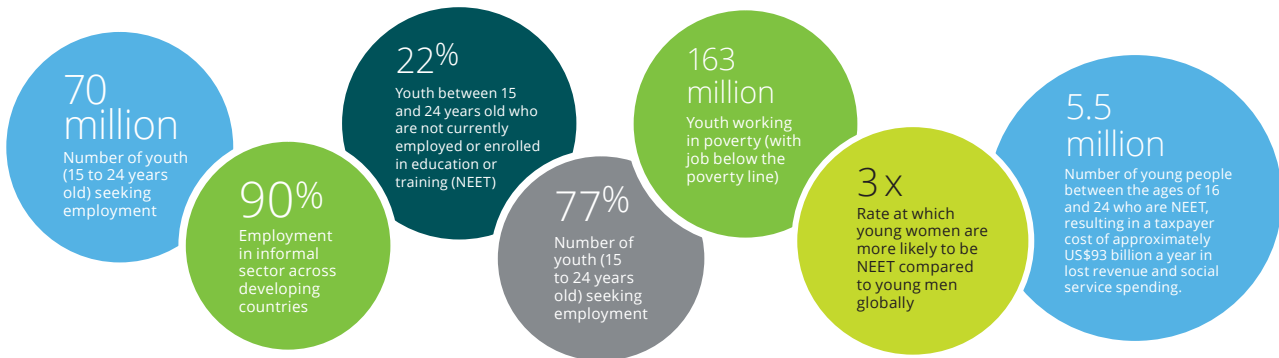 70
million
Number of youth
(15 to 24 years
old) seeking
employment
90%
Employment
in informal
sector across
developing
countries
22%
Youth between 15
and 24 years old who
are not currently
employed or enrolled
in education or
training (NEET)
77%
Number of
youth (15
to 24 years
old) seeking
employment
163
million
Youth working
in poverty (with
job below the
poverty line)
3 x
Rate at which
young women are
more likely to be
NEET compared
to young men
globally
5.5
million
Number of young people
between the ages of 16
and 24 who are NEET,
resulting in a taxpayer
cost of approximately
US$93 billion a year in
lost revenue and social
service spending.